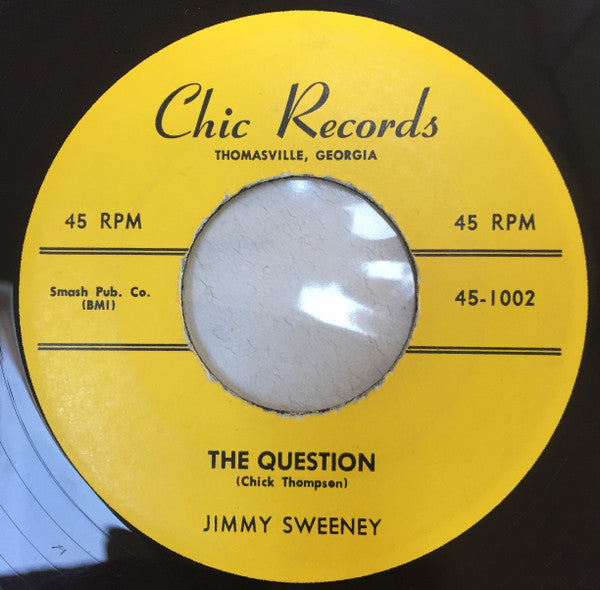 Chic Records
THOMASVILLE, GEORGIA
45 RPM
45 RPM
Smash Pub. Co.
(BMI)
45-1002
THE QUESTION
(Chick Thompson)
JIMMY SWEENEY